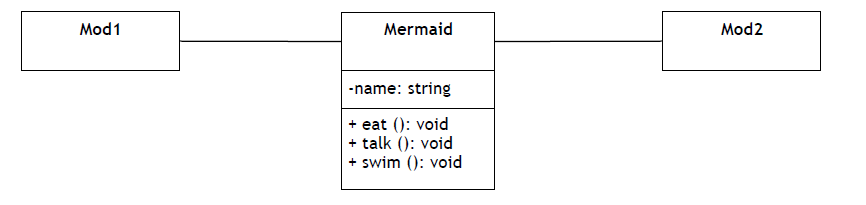 Mod1
Mermaid
Mod2
-name: string
+ eat (): void
+ talk (): void
+ swim (): void